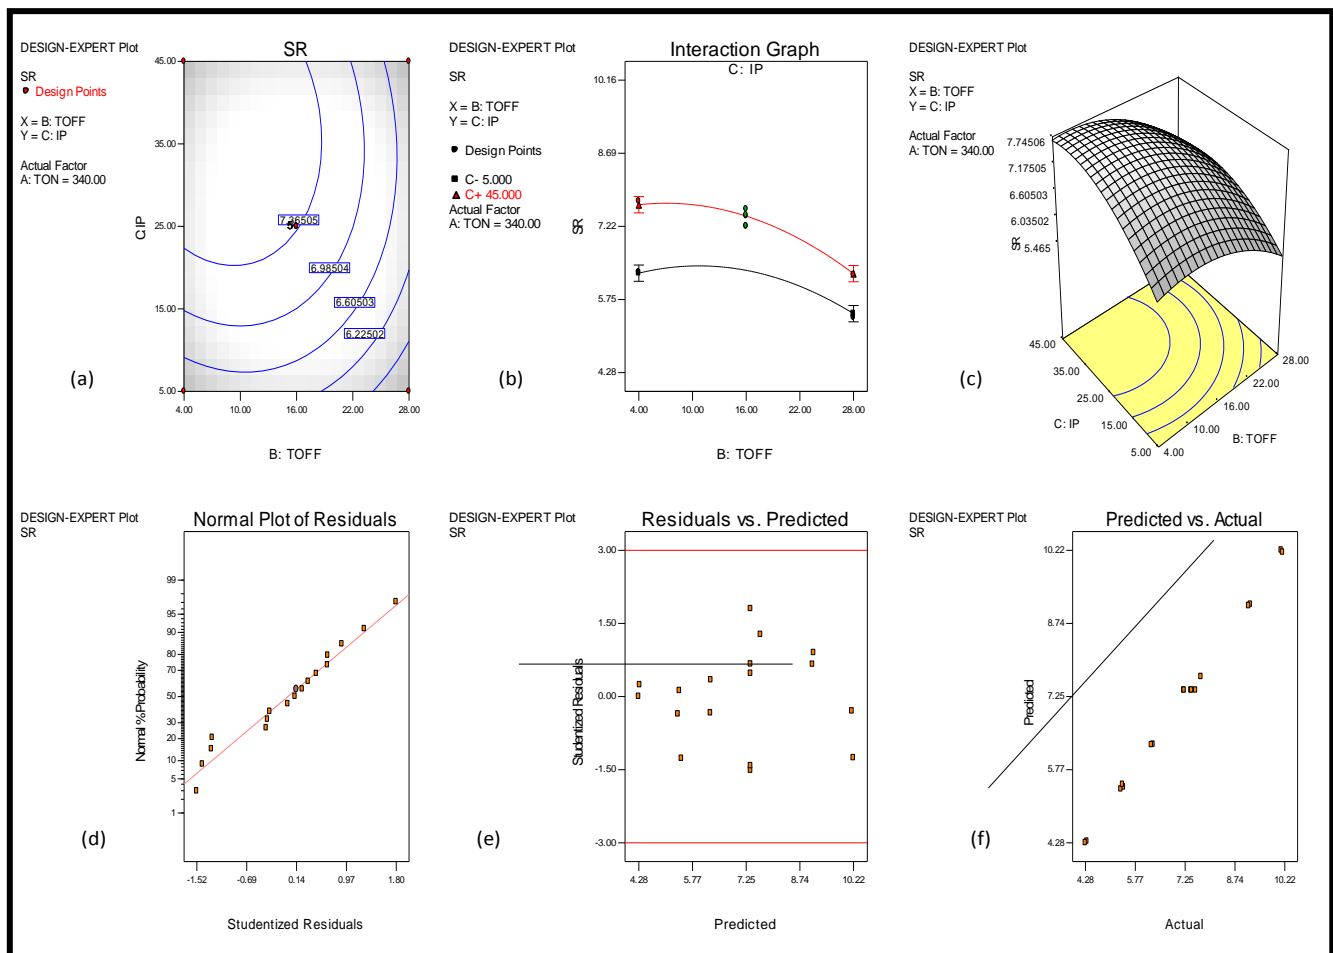 DESIGN-EXPERT Plot
SR
Design Points
X = B: TOFF
Y = C: IP
Actual Factor
A: TON = 340.00
SR
45.00
35.00
25.00
15.00
5.00
C: IP
7.36505
5
6.98504
6.60503
6.22502
4.00 10.00 16.00 22.00 28.00
B: TOFF
(a)
DESIGN-EXPERT Plot
SR
X = B: TOFF
Y = C: IP
Design Points
C- 5.000
C+ 45.000
Actual Factor
A: TON = 340.00
Interaction Graph
C: IP
10.16
8.69
7.22
5.75
4.28
SR
4.00 10.00 16.00 22.00 28.00
B: TOFF
(b)
DESIGN-EXPERT Plot
SR
X = B: TOFF
Y = C: IP
Actual Factor
A: TON = 340.00
7.74506
7.17505
6.60503
6.03502
5.465
SR
45.00
35.00
25.00
15.00
5.00
C: IP
4.00
10.00
16.00
22.00
28.00
B: TOFF
(c)
DESIGN-EXPERT Plot
SR
Normal Plot of Residuals
99
95
90
80
70
50
30
20
10
5
1
Normal % Probability
-1.52 -0.69 0.14 0.97 1.80
Studentized Residuals
(d)
DESIGN-EXPERT Plot
SR
Residuals vs. Predicted
3.00
1.50
0.00
-1.50
-3.00
Studentized Residuals
4.28 5.77 7.25 8.74 10.22
Predicted
(e)
DESIGN-EXPERT Plot
SR
Predicted vs. Actual
10.22
8.74
7.25
5.77
4.28
Predicted
4.28 5.77 7.25 8.74 10.22
Actual
(f)